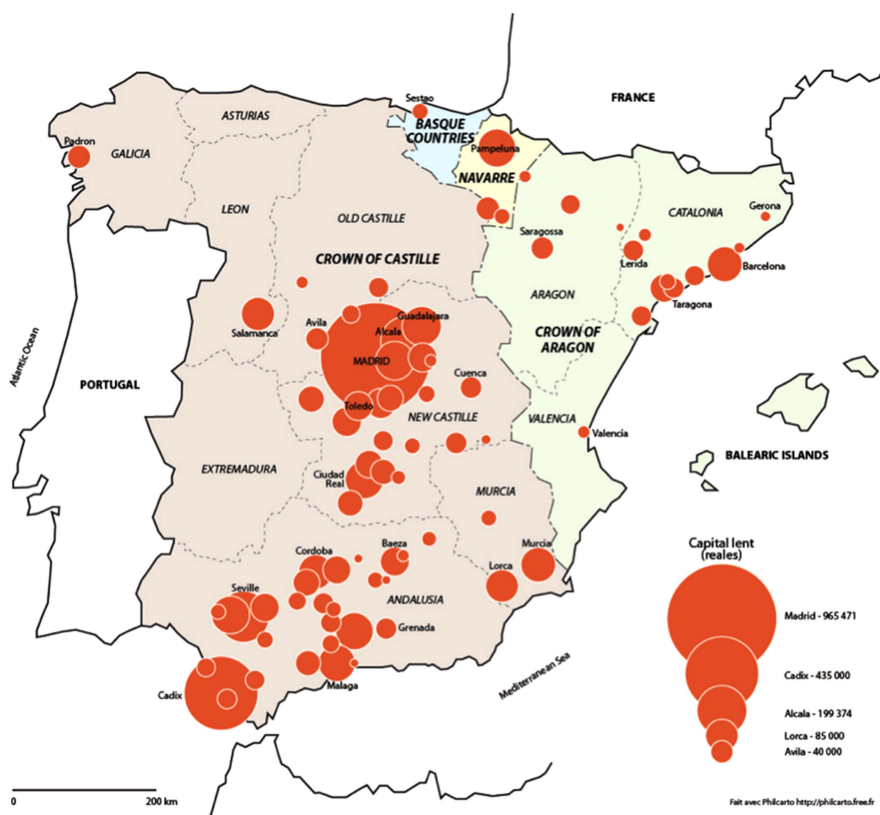 Sestao
FRANCE
ASTURIAS
BASQUE
COUNTRIES
Padron
GALICIA
Pampeluna
NAVARRE
LEON
OLD CASTILLE
CATALONIA
Gerona
Saragossa
CROWN OF CASTILLE
Lerida
Barcelona
ARAGON
Taragona
Salamanca
Avila
Guadalajara
Alcala
CROWN OF
ARAGON
Atlantic Ocean
MADRID
PORTUGAL
Cuenca
Toledo
NEW CASTILLE
VALENCIA
Valencia
BALEARIC ISLANDS
EXTREMADURA
Ciudad
Real
MURCIA
Baeza
Murcia
Cordoba
Lorca
Seville
ANDALUSIA
Grenada
Cadix
Malaga
Mediterranean Sea
Capital lent
(reales)
Madrid - 965 471
Cadix - 435 000
Alcala - 199 374
Lorca - 85 000
Avila - 40 000
0 200 km
Fait avec Philcarto http://philcarto.free.fr